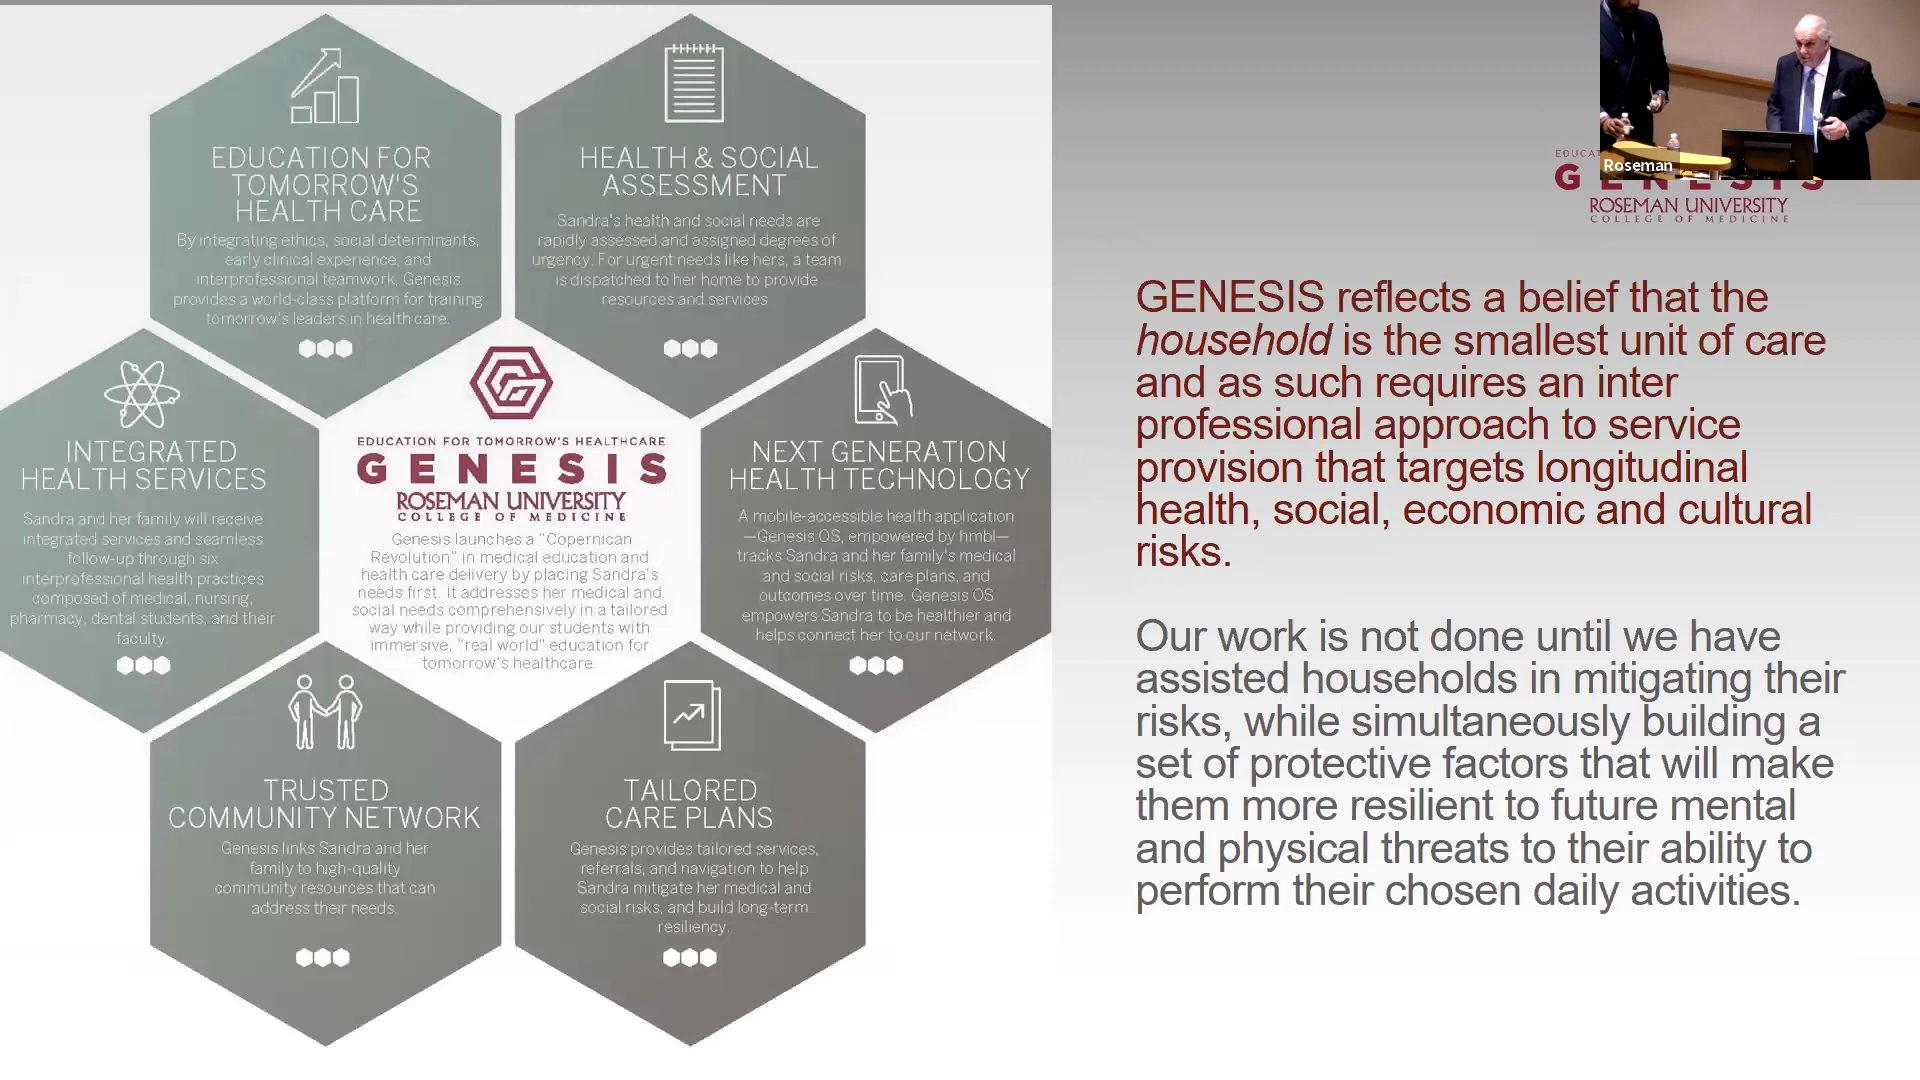 EDUCATION FOR
TOMORROW'S
HEALTH CARE
By integrating ethics, social determinants,
early clinical experience, and
interprofessional teamwork, Genesis
provides a world-class platform for training
tomorrow's leaders in health care.
HEALTH & SOCIAL
ASSESSMENT
Sandra's health and social needs are
rapidly assessed and assigned degrees of
urgency. For urgent needs like hers, a team
is dispatched to her home to provide
resources and services
INTEGRATED
HEALTH SERVICES
Sandra and her family will receive
integrated services and seamless
follow-up through six
interprofessional health practices
composed of medical, nursing,
pharmacy, dental students, and their
faculty.
EDUCATION FOR TOMORROW'S HEALTHCARE
GENESIS
ROSEMAN UNIVERSITY
COLLEGE OF MEDICINE
Genesis launches a "Copernican
Revolution" in medical education and
health care delivery by placing Sandra's
needs first. It addresses her medical and
social needs comprehensively in a tailored
way while providing our students with
immersive, "real world" education for
tomorrow's healthcare.
NEXT GENERATION
HEALTH TECHNOLOGY
A mobile-accessible health application
—Genesis OS, empowered by hmbl—
tracks Sandra and her family's medical
and social risks, care plans, and
outcomes over time. Genesis OS
empowers Sandra to be healthier and
helps connect her to our network.
TRUSTED
COMMUNITY NETWORK
Genesis links Sandra and her
family to high-quality
community resources that can
address their needs.
TAILORED
CARE PLANS
Genesis provides tailored services,
referrals, and navigation to help
Sandra mitigate her medical and
social risks, and build long-term
resiliency.
Roseman
GENESIS
ROSEMAN UNIVERSITY
COLLEGE OF MEDICINE
GENESIS reflects a belief that the
household is the smallest unit of care
and as such requires an inter
professional approach to service
provision that targets longitudinal
health, social, economic and cultural
risks.
Our work is not done until we have
assisted households in mitigating their
risks, while simultaneously building a
set of protective factors that will make
them more resilient to future mental
and physical threats to their ability to
perform their chosen daily activities.